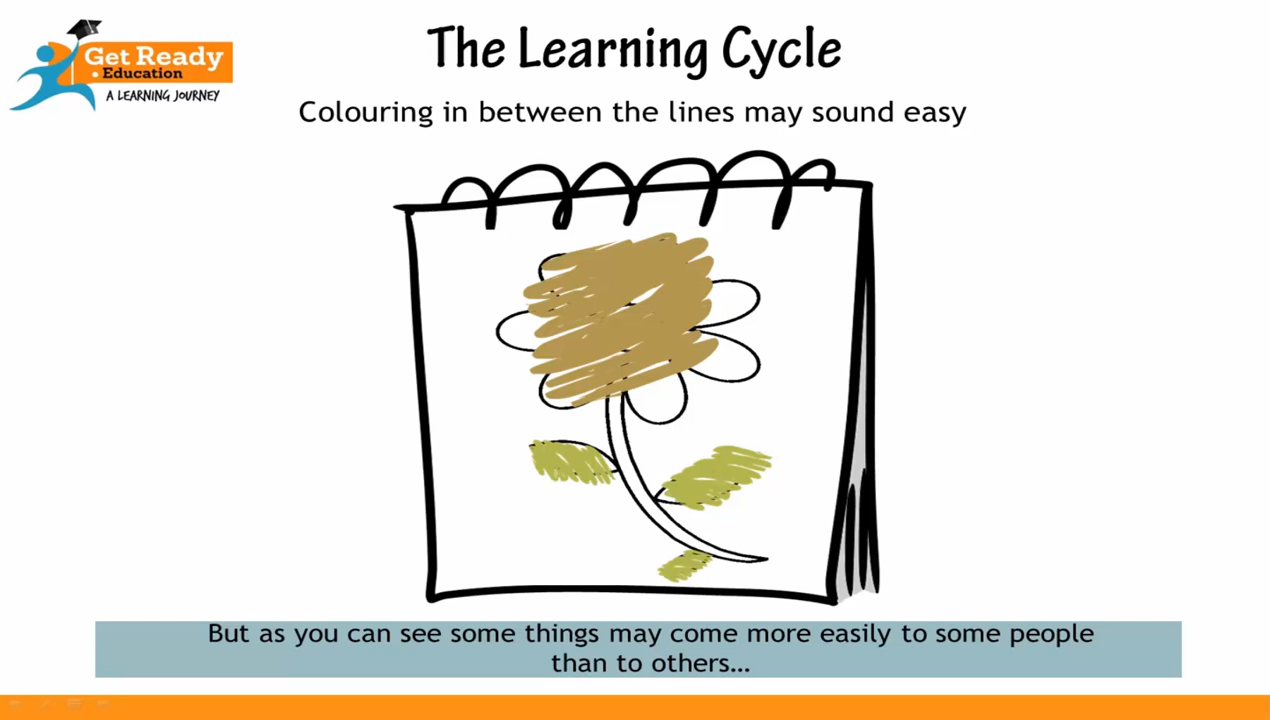 Get Ready
• Education
A LEARNING JOURNEY
The Learning Cycle
Colouring in between the lines may sound easy
But as you can see some things may come more easily to some people
than to others...